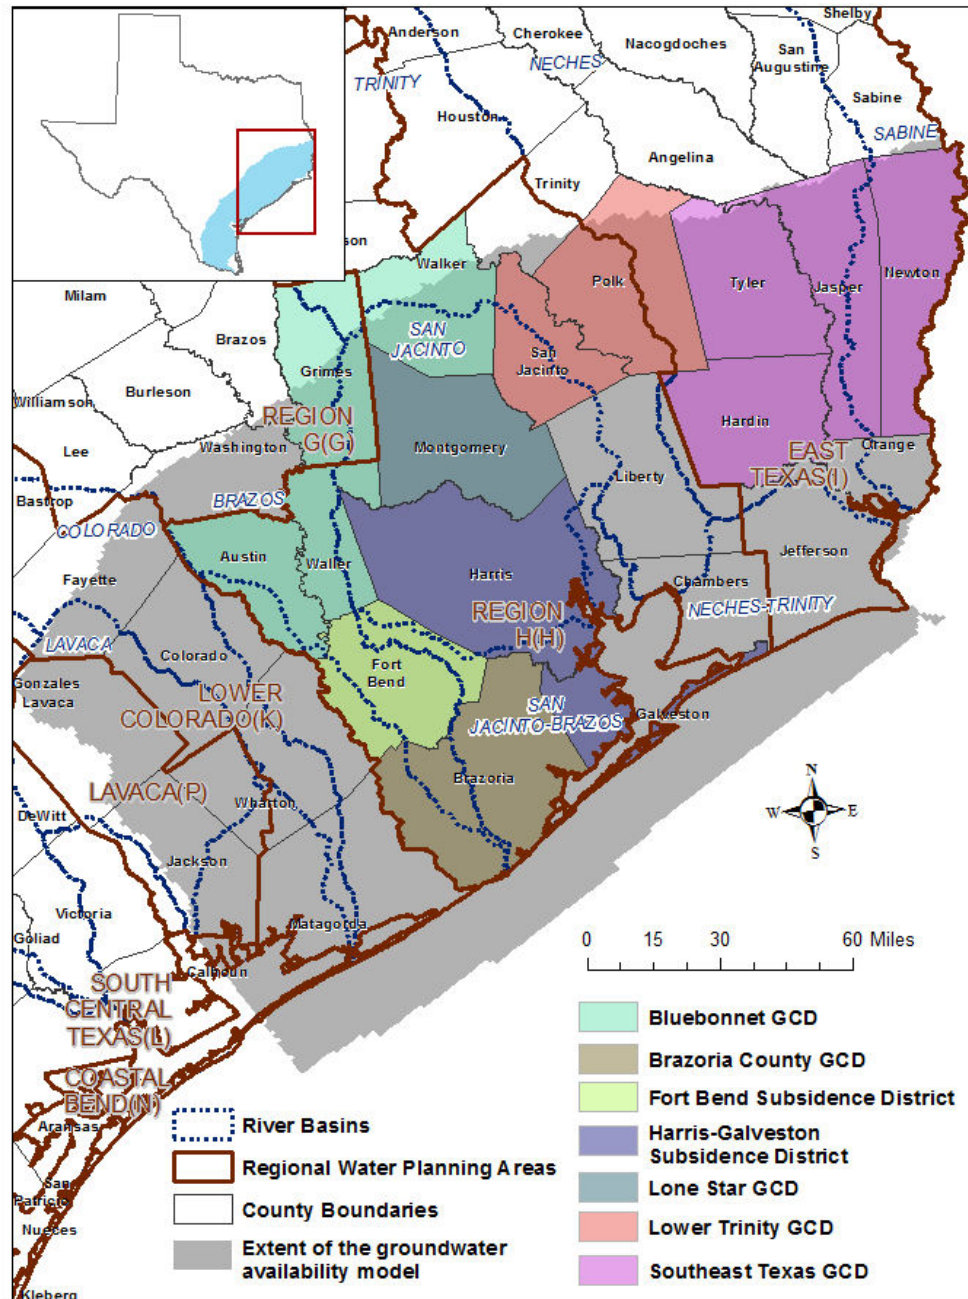 Shelby
Anderson
Cherokee
Nacogdoches
San
Augustine
TRINITY
NECHES
Sabine
Houston
SABINE
Angelina
Trinity
son
Walker
Polk
Tyler
Jasper
Newton
Milam
Brazos
SAN
JACINTO
San
Jacinto
Grimes
Williamson
Burleson
REGION
G(G)
Hardin
Washington
Montgomery
Orange
Lee
EAST
TEXAS(I)
Liberty
Bastrop
BRAZOS
COLORADO
Austin
Waller
Harris
Jefferson
Fayette
Chambers
NECHES-TRINITY
REGION
H(H)
LAVACA
Colorado
Fort
Bend
Gonzales
Lavaca
LOWER
COLORADO(K)
SAN
JACINTO-BRAZOS
Galveston
Brazoria
LAVACA(P)
Wharton
DeWitt
N
W
E
S
Jackson
Victoria
Matagorda
Goliad
Calhoun
SOUTH
CENTRAL
TEXAS(L)
COASTAL
BEND(N)
Aransas
San
Patricio
Nueces
Kleberg
0 15 30 60 Miles
River Basins
Regional Water Planning Areas
County Boundaries
Extent of the groundwater
availability model
Bluebonnet GCD
Brazoria County GCD
Fort Bend Subsidence District
Harris-Galveston
Subsidence District
Lone Star GCD
Lower Trinity GCD
Southeast Texas GCD